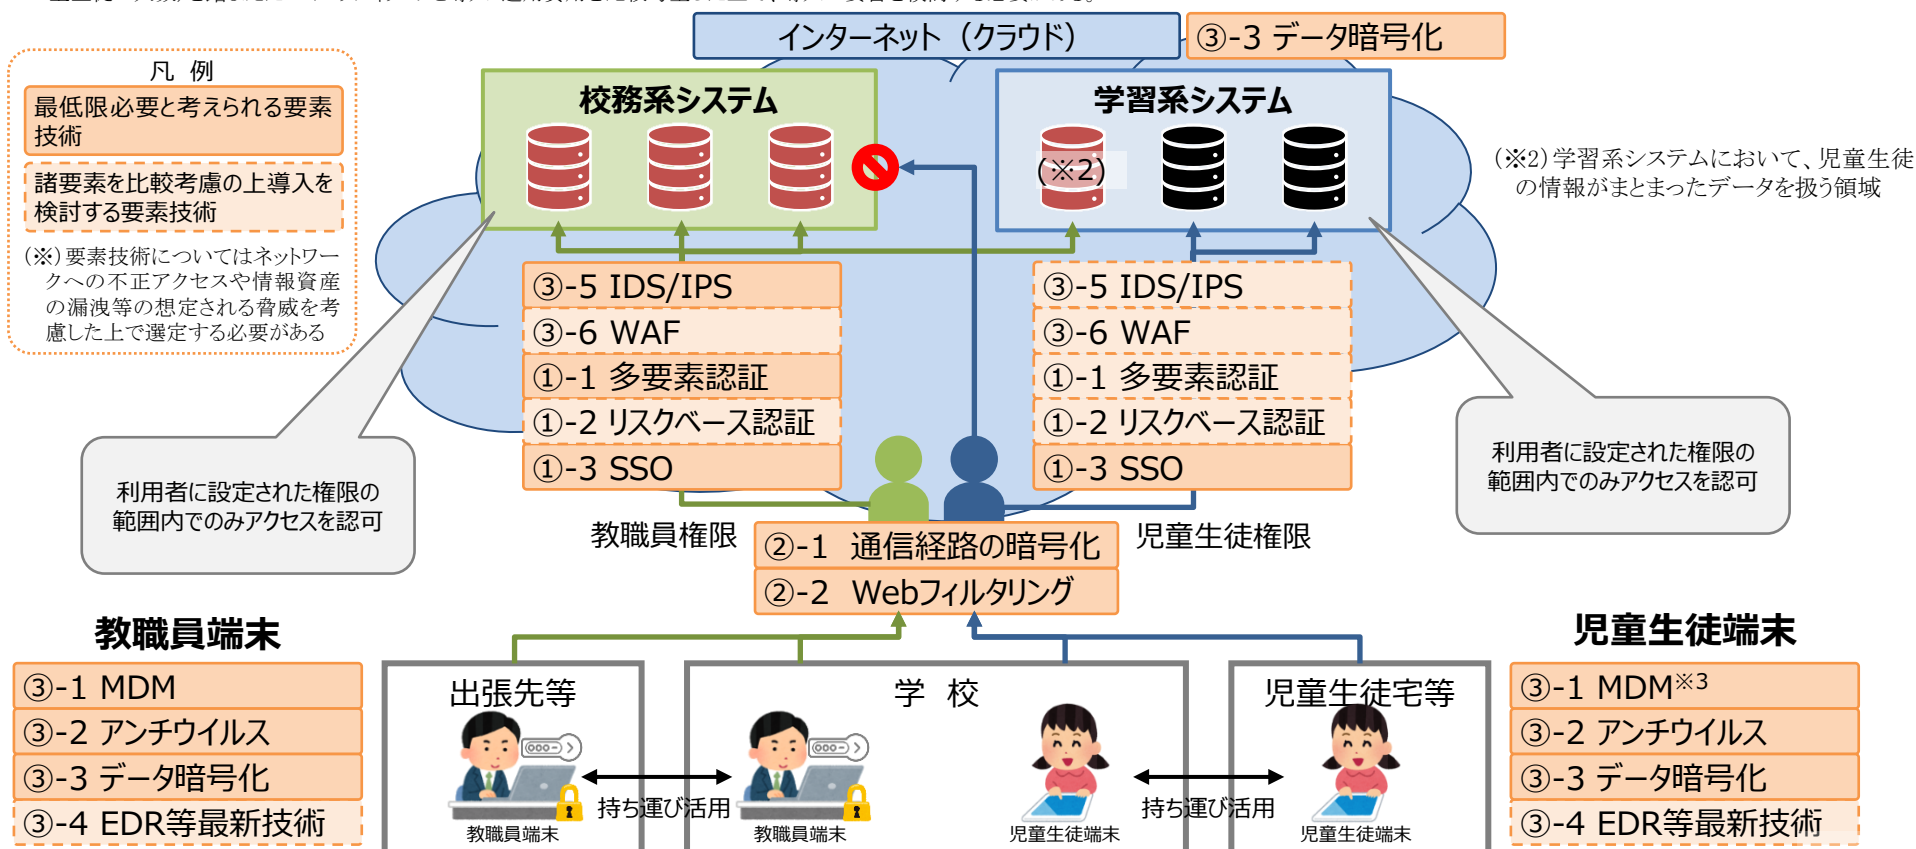 インターネット（クラウド）
③-3 データ暗号化
凡 例
最低限必要と考えられる要素
技術
諸要素を比較考慮の上導入を
検討する要素技術
（※）要素技術についてはネットワー
クへの不正アクセスや情報資産
の漏洩等の想定される脅威を考
慮した上で選定する必要がある
校務系システム
学習系システム
（※2）
（※2）学習系システムにおいて、児童生徒
の情報がまとまったデータを扱う領域
③-5 IDS/IPS
③-6 WAF
①-1 多要素認証
①-2 リスクベース認証
①-3 SSO
③-5 IDS/IPS
③-6 WAF
①-1 多要素認証
①-2 リスクベース認証
①-3 SSO
利用者に設定された権限の
範囲内でのみアクセスを認可
利用者に設定された権限の
範囲内でのみアクセスを認可
教職員権限
児童生徒権限
②-1 通信経路の暗号化
②-2 Webフィルタリング
教職員端末
③-1 MDM
③-2 アンチウイルス
③-3 データ暗号化
③-4 EDR等最新技術
出張先等
教職員端末
持ち運び活用
学 校
教職員端末
児童生徒端末
持ち運び活用
児童生徒宅等
児童生徒端末
児童生徒端末
③-1 MDM※3
③-2 アンチウイルス
③-3 データ暗号化
③-4 EDR等最新技術